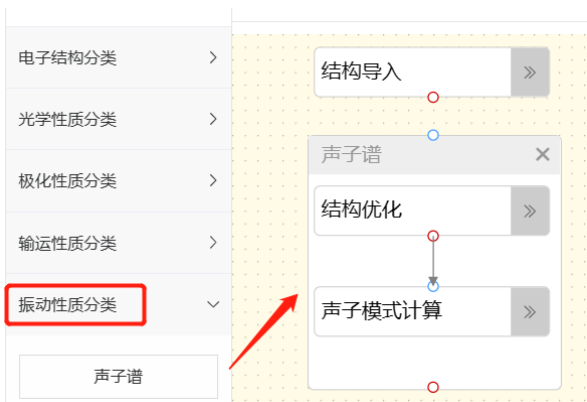 电子结构分类
光学性质分类
极化性质分类
输运性质分类
振动性质分类
声子谱
结构导入
声子谱
结构优化
声子模式计算